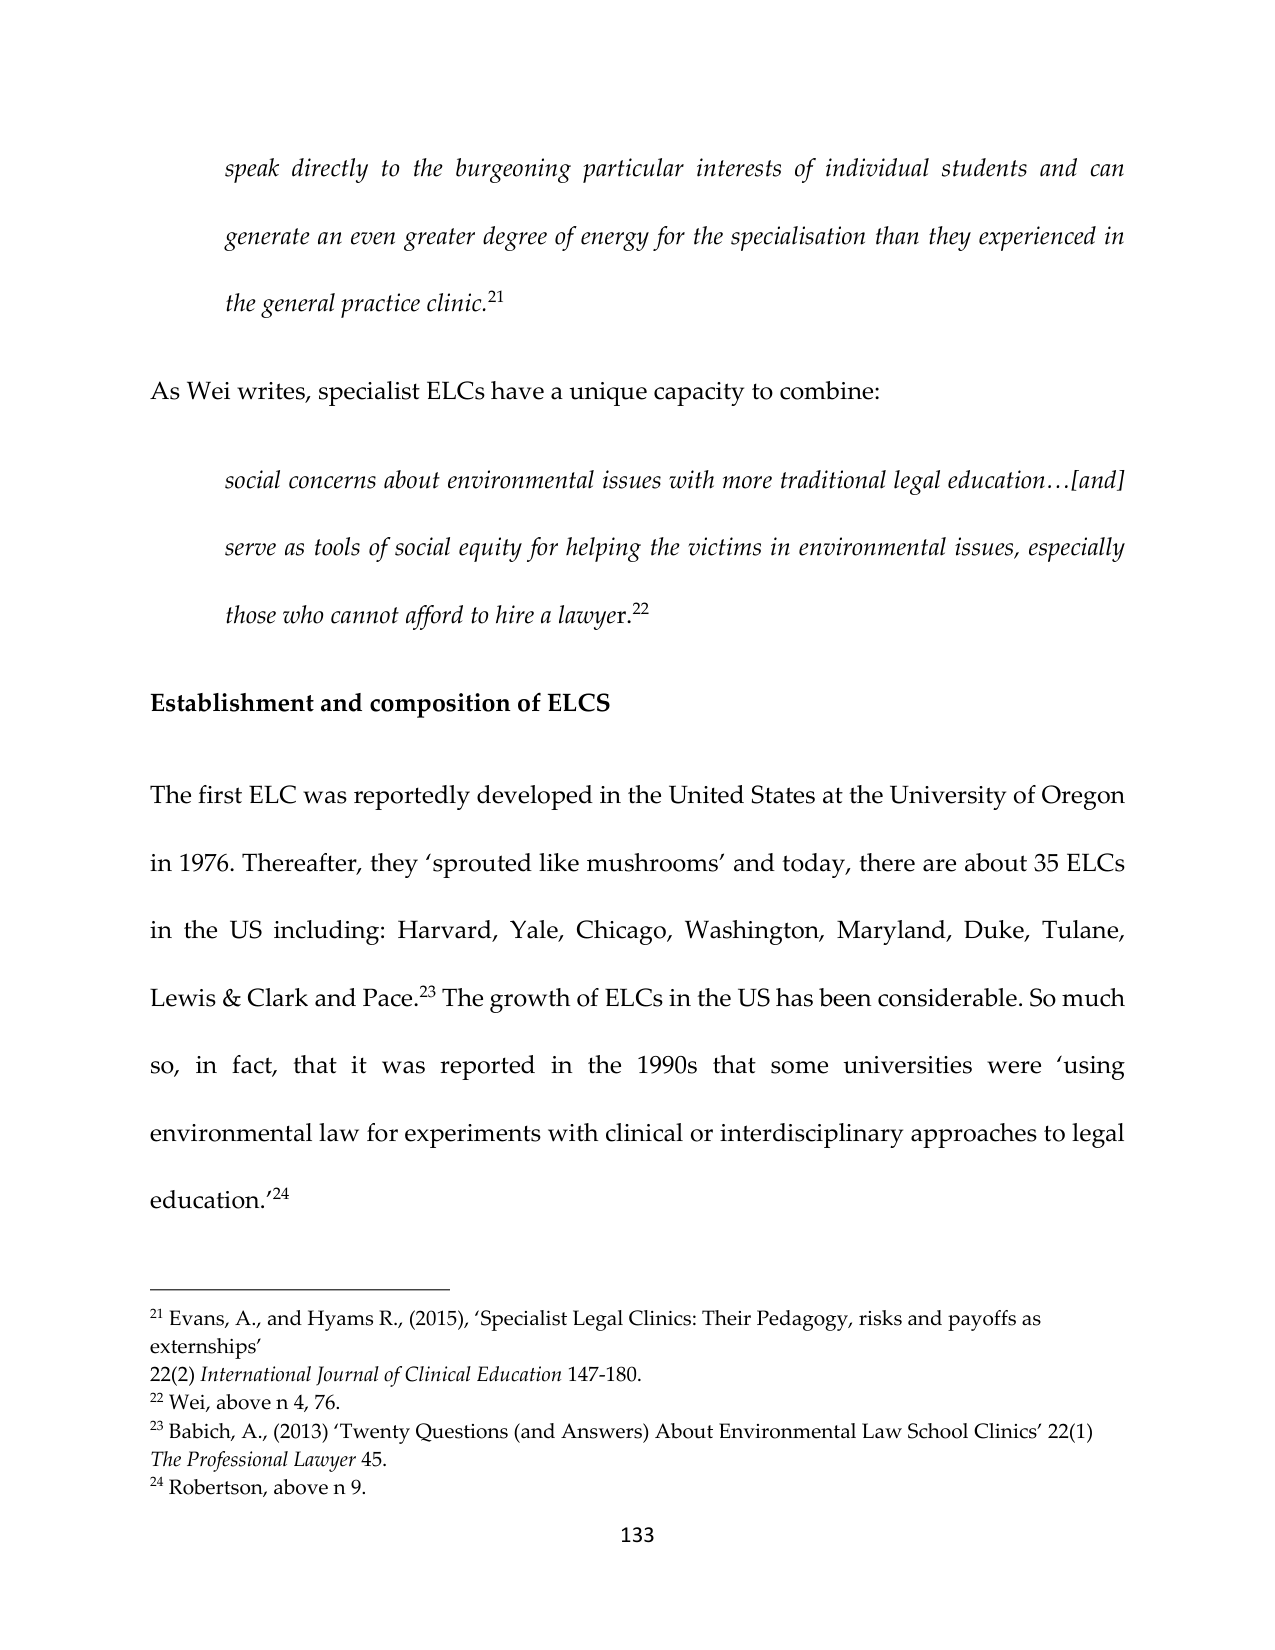 speak directly to the burgeoning particular interests of individual students and can
generate an even greater degree of energy for the specialisation than they experienced in
the general practice clinic.21
As Wei writes, specialist ELCs have a unique capacity to combine:
social concerns about environmental issues with more traditional legal education…[and]
serve as tools of social equity for helping the victims in environmental issues, especially
those who cannot afford to hire a lawyer.22
Establishment and composition of ELCS
The first ELC was reportedly developed in the United States at the University of Oregon
in 1976. Thereafter, they ‘sprouted like mushrooms’ and today, there are about 35 ELCs
in the US including: Harvard, Yale, Chicago, Washington, Maryland, Duke, Tulane,
Lewis & Clark and Pace.23 The growth of ELCs in the US has been considerable. So much
so, in fact, that it was reported in the 1990s that some universities were ‘using
environmental law for experiments with clinical or interdisciplinary approaches to legal
education.’24
21 Evans, A., and Hyams R., (2015), ‘Specialist Legal Clinics: Their Pedagogy, risks and payoffs as
externships’
22(2) International Journal of Clinical Education 147-180.
22 Wei, above n 4, 76.
23 Babich, A., (2013) ‘Twenty Questions (and Answers) About Environmental Law School Clinics’ 22(1)
The Professional Lawyer 45.
24 Robertson, above n 9.
133